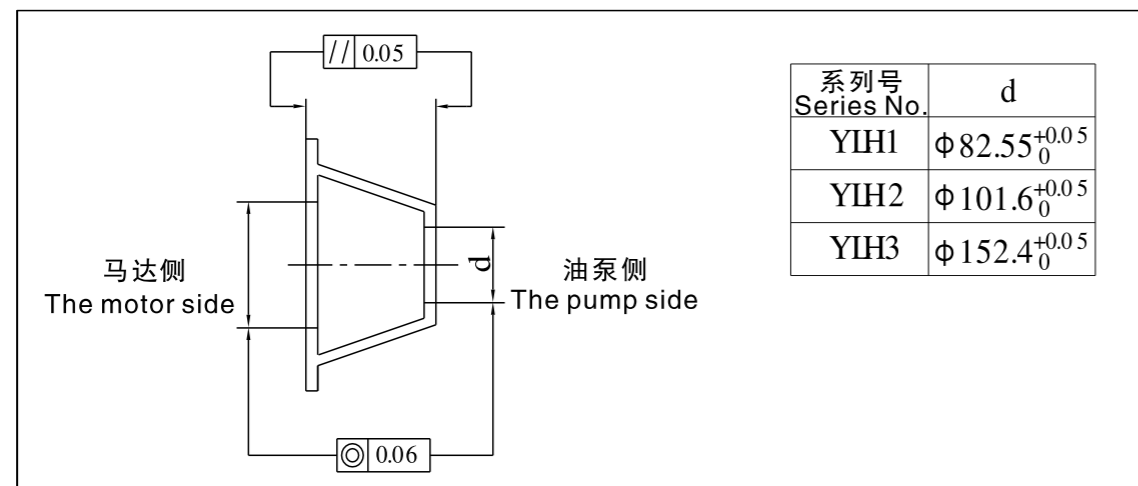 // 0.05
马达侧
The motor side
d
油泵侧
The pump side
◎ 0.06
系列号
Series No. d
YLH1 Φ82.55 +0.05 0
YLH2 Φ101.6 +0.05 0
YLH3 Φ152.4 +0.05 0